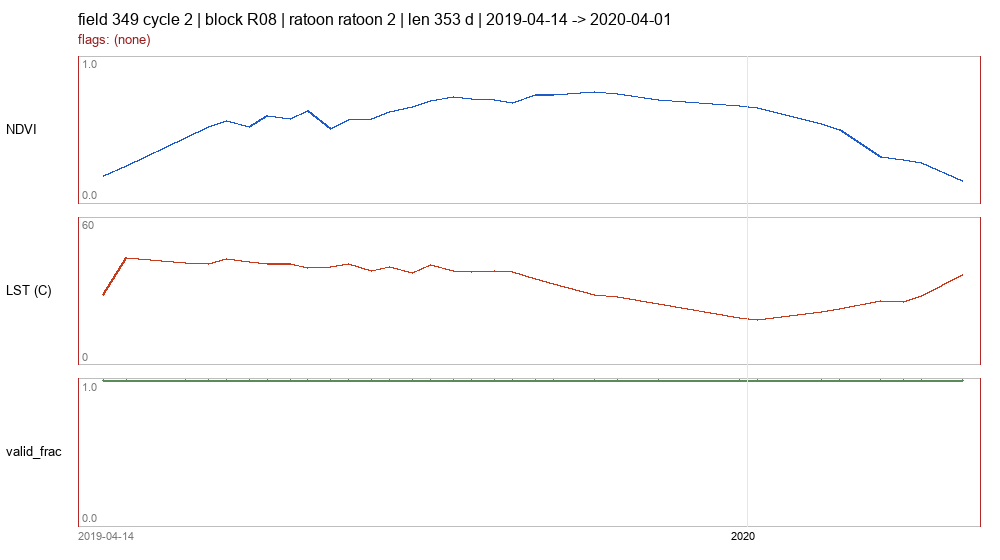 field 349 cycle 2 | block R08 | ratoon ratoon 2 | len 353 d | 2019-04-14 -> 2020-04-01
flags: (none)
1.0
NDVI
0.0
60
LST (C)
0
1.0
valid_frac
0.0
2019-04-14
2020